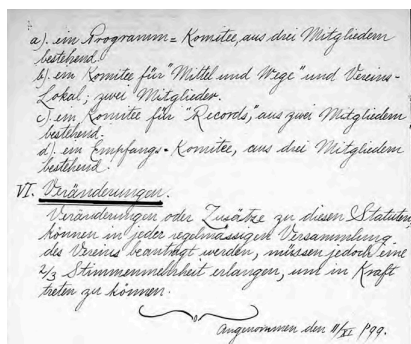 a). ein Programm=Komitee, aus drei Mitgliedern
bestehend.
b). ein Komitee für "Mittel und Wege" und Vereins-
Lokal; zwei Mitglieder.
c). ein Komitee für "Records," aus zwei Mitgliedern
bestehend.
d). ein Empfangs-Komitee, aus drei Mitgliedern
bestehend.
VI. Veränderungen.
Veränderungen oder Zusätze zu diesen Statuten,
können in jeder regelmässigen Versammlung
des Vereins beantragt werden, müssen jedoch eine
2/3 Stimmenmehrheit erlangen, um in Kraft
treten zu können.
Angenommen den 11/XI 1899.